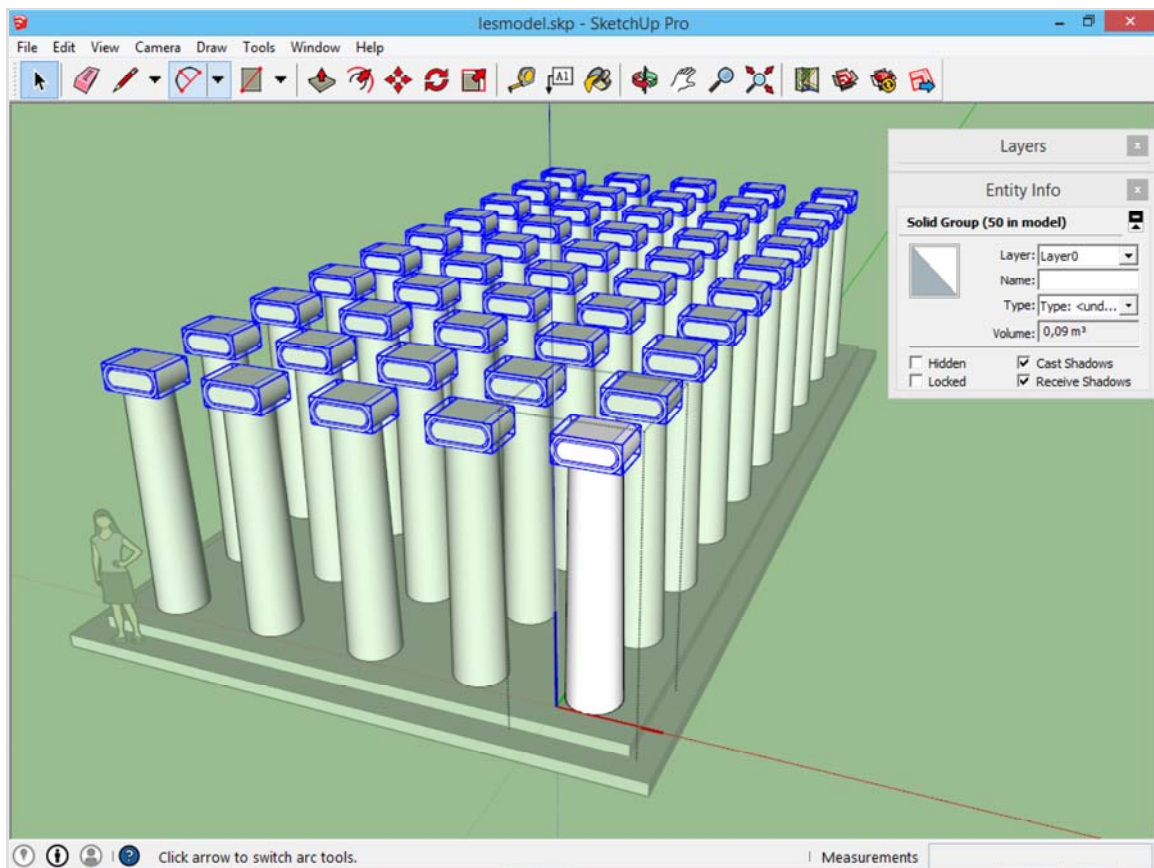 lesmodel.skp - SketchUp Pro
File Edit View Camera Draw Tools Window Help
A1
Layers
Entity Info
Solid Group (50 in model)
Layer: Layer0
Name:
Type: Type: <und...
Volume: 0,09 m³
Hidden Cast Shadows
Locked Receive Shadows
Click arrow to switch arc tools.
Measurements